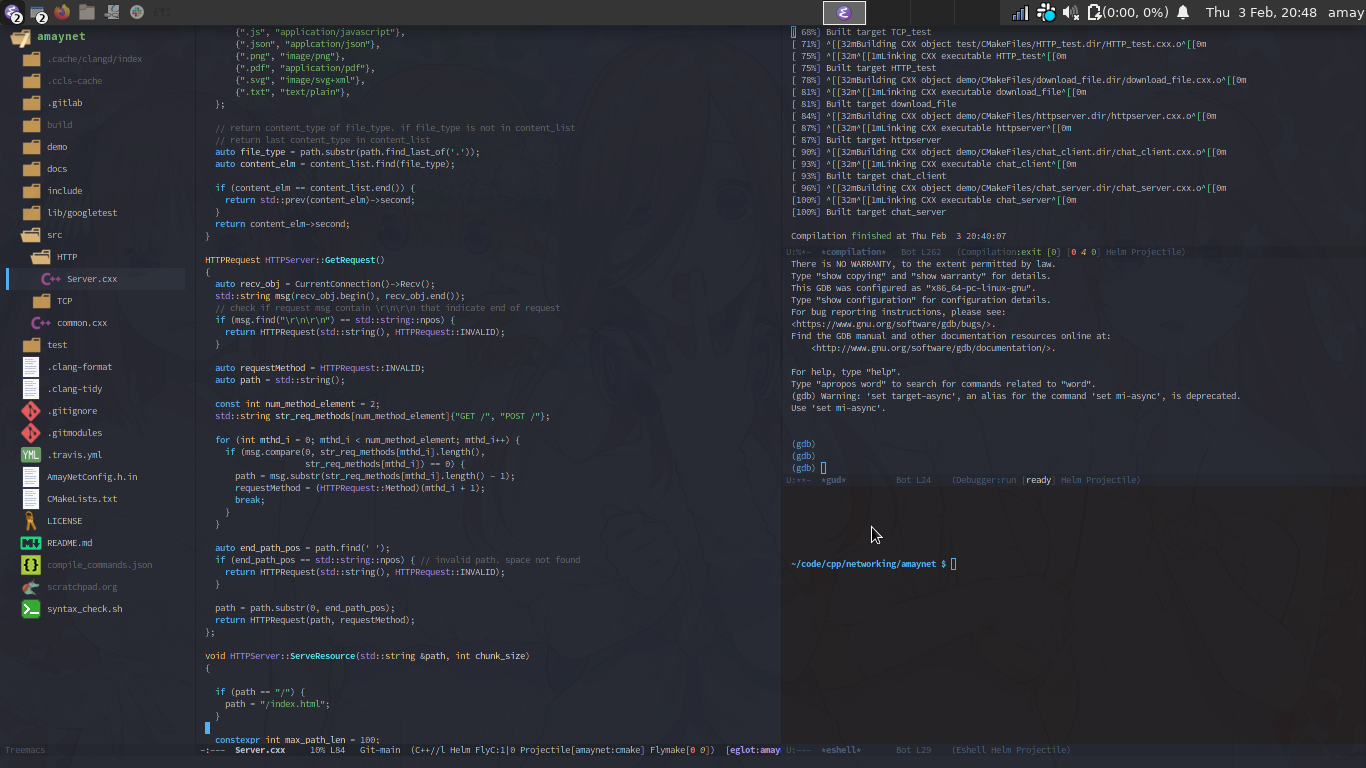 2
2
ETC
(0:00, 0%)
Thu 3 Feb, 20:48
amay
amaynet
.cache/clangd/index
.ccls-cache
.gitlab
build
demo
docs
include
lib/googletest
src
HTTP
C++ Server.cxx
TCP
C++ common.cxx
test
.clang-format
.clang-tidy
.gitignore
.gitmodules
YML .travis.yml
AmayNetConfig.h.in
CMakeLists.txt
LICENSE
README.md
compile_commands.json
scratchpad.org
syntax_check.sh
Treemacs
{".js", "application/javascript"},
{".json", "applcation/json"},
{".png", "image/png"},
{".pdf", "application/pdf"},
{".svg", "image/svg+xml"},
{".txt", "text/plain"},
};
// return content_type of file_type. if file_type is not in content_list
// return last content_type in content_list
auto file_type = path.substr(path.find_last_of('.'));
auto content_elm = content_list.find(file_type);
if (content_elm == content_list.end()) {
return std::prev(content_elm)->second;
}
return content_elm->second;
}
HTTPRequest HTTPServer::GetRequest()
{
auto recv_obj = CurrentConnection()->Recv();
std::string msg(recv_obj.begin(), recv_obj.end());
// check if request msg contain \r\n\r\n that indicate end of request
if (msg.find("\r\n\r\n") == std::string::npos) {
return HTTPRequest(std::string(), HTTPRequest::INVALID);
}
auto requestMethod = HTTPRequest::INVALID;
auto path = std::string();
const int num_method_element = 2;
std::string str_req_methods[num_method_element]{"GET /", "POST /"};
for (int mthd_i = 0; mthd_i < num_method_element; mthd_i++) {
if (msg.compare(0, str_req_methods[mthd_i].length(),
str_req_methods[mthd_i]) == 0) {
path = msg.substr(str_req_methods[mthd_i].length() - 1);
requestMethod = (HTTPRequest::Method)(mthd_i + 1);
break;
}
}
auto end_path_pos = path.find(' ');
if (end_path_pos == std::string::npos) { // invalid path. space not found
return HTTPRequest(std::string(), HTTPRequest::INVALID);
}
path = path.substr(0, end_path_pos);
return HTTPRequest(path, requestMethod);
};
void HTTPServer::ServeResource(std::string &path, int chunk_size)
{
if (path == "/") {
path = "/index.html";
}
constexpr int max_path_len = 100;
-:--- Server.cxx 10% L84 Git-main (C++//l Helm FlyC:1|0 Projectile[amaynet:cmake] Flymake[0 0]) [eglot:amay
[ 68%] Built target TCP_test
[ 71%] ^[[32mBuilding CXX object test/CMakeFiles/HTTP_test.dir/HTTP_test.cxx.o^[[0m
[ 75%] ^[[32m^[[1mLinking CXX executable HTTP_test^[[0m
[ 75%] Built target HTTP_test
[ 78%] ^[[32mBuilding CXX object demo/CMakeFiles/download_file.dir/download_file.cxx.o^[[0m
[ 81%] ^[[32m^[[1mLinking CXX executable download_file^[[0m
[ 81%] Built target download_file
[ 84%] ^[[32mBuilding CXX object demo/CMakeFiles/httpserver.dir/httpserver.cxx.o^[[0m
[ 87%] ^[[32m^[[1mLinking CXX executable httpserver^[[0m
[ 87%] Built target httpserver
[ 90%] ^[[32mBuilding CXX object demo/CMakeFiles/chat_client.dir/chat_client.cxx.o^[[0m
[ 93%] ^[[32m^[[1mLinking CXX executable chat_client^[[0m
[ 93%] Built target chat_client
[ 96%] ^[[32mBuilding CXX object demo/CMakeFiles/chat_server.dir/chat_server.cxx.o^[[0m
[100%] ^[[32m^[[1mLinking CXX executable chat_server^[[0m
[100%] Built target chat_server
Compilation finished at Thu Feb  3 20:40:07
U:%*- *compilation* Bot L262 (Compilation:exit [0] [0 4 0] Helm Projectile)
There is NO WARRANTY, to the extent permitted by law.
Type "show copying" and "show warranty" for details.
This GDB was configured as "x86_64-pc-linux-gnu".
Type "show configuration" for configuration details.
For bug reporting instructions, please see:
<https://www.gnu.org/software/gdb/bugs/>.
Find the GDB manual and other documentation resources online at:
<http://www.gnu.org/software/gdb/documentation/>.
For help, type "help".
Type "apropos word" to search for commands related to "word".
(gdb) Warning: 'set target-async', an alias for the command 'set mi-async', is deprecated.
Use 'set mi-async'.
(gdb)
(gdb)
(gdb)
U:**- *gud* Bot L24 (Debugger:run [ready] Helm Projectile)
~/code/cpp/networking/amaynet $
U:--- *eshell* Bot L29 (Eshell Helm Projectile)